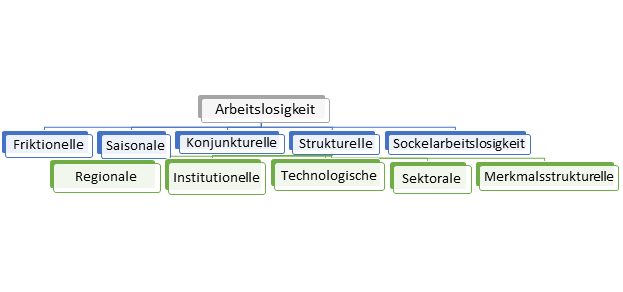 Arbeitslosigkeit
Friktionelle
Saisonale
Konjunkturelle
Strukturelle
Sockelarbeitslosigkeit
Regionale
Institutionelle
Technologische
Sektorale
Merkmalsstrukturelle